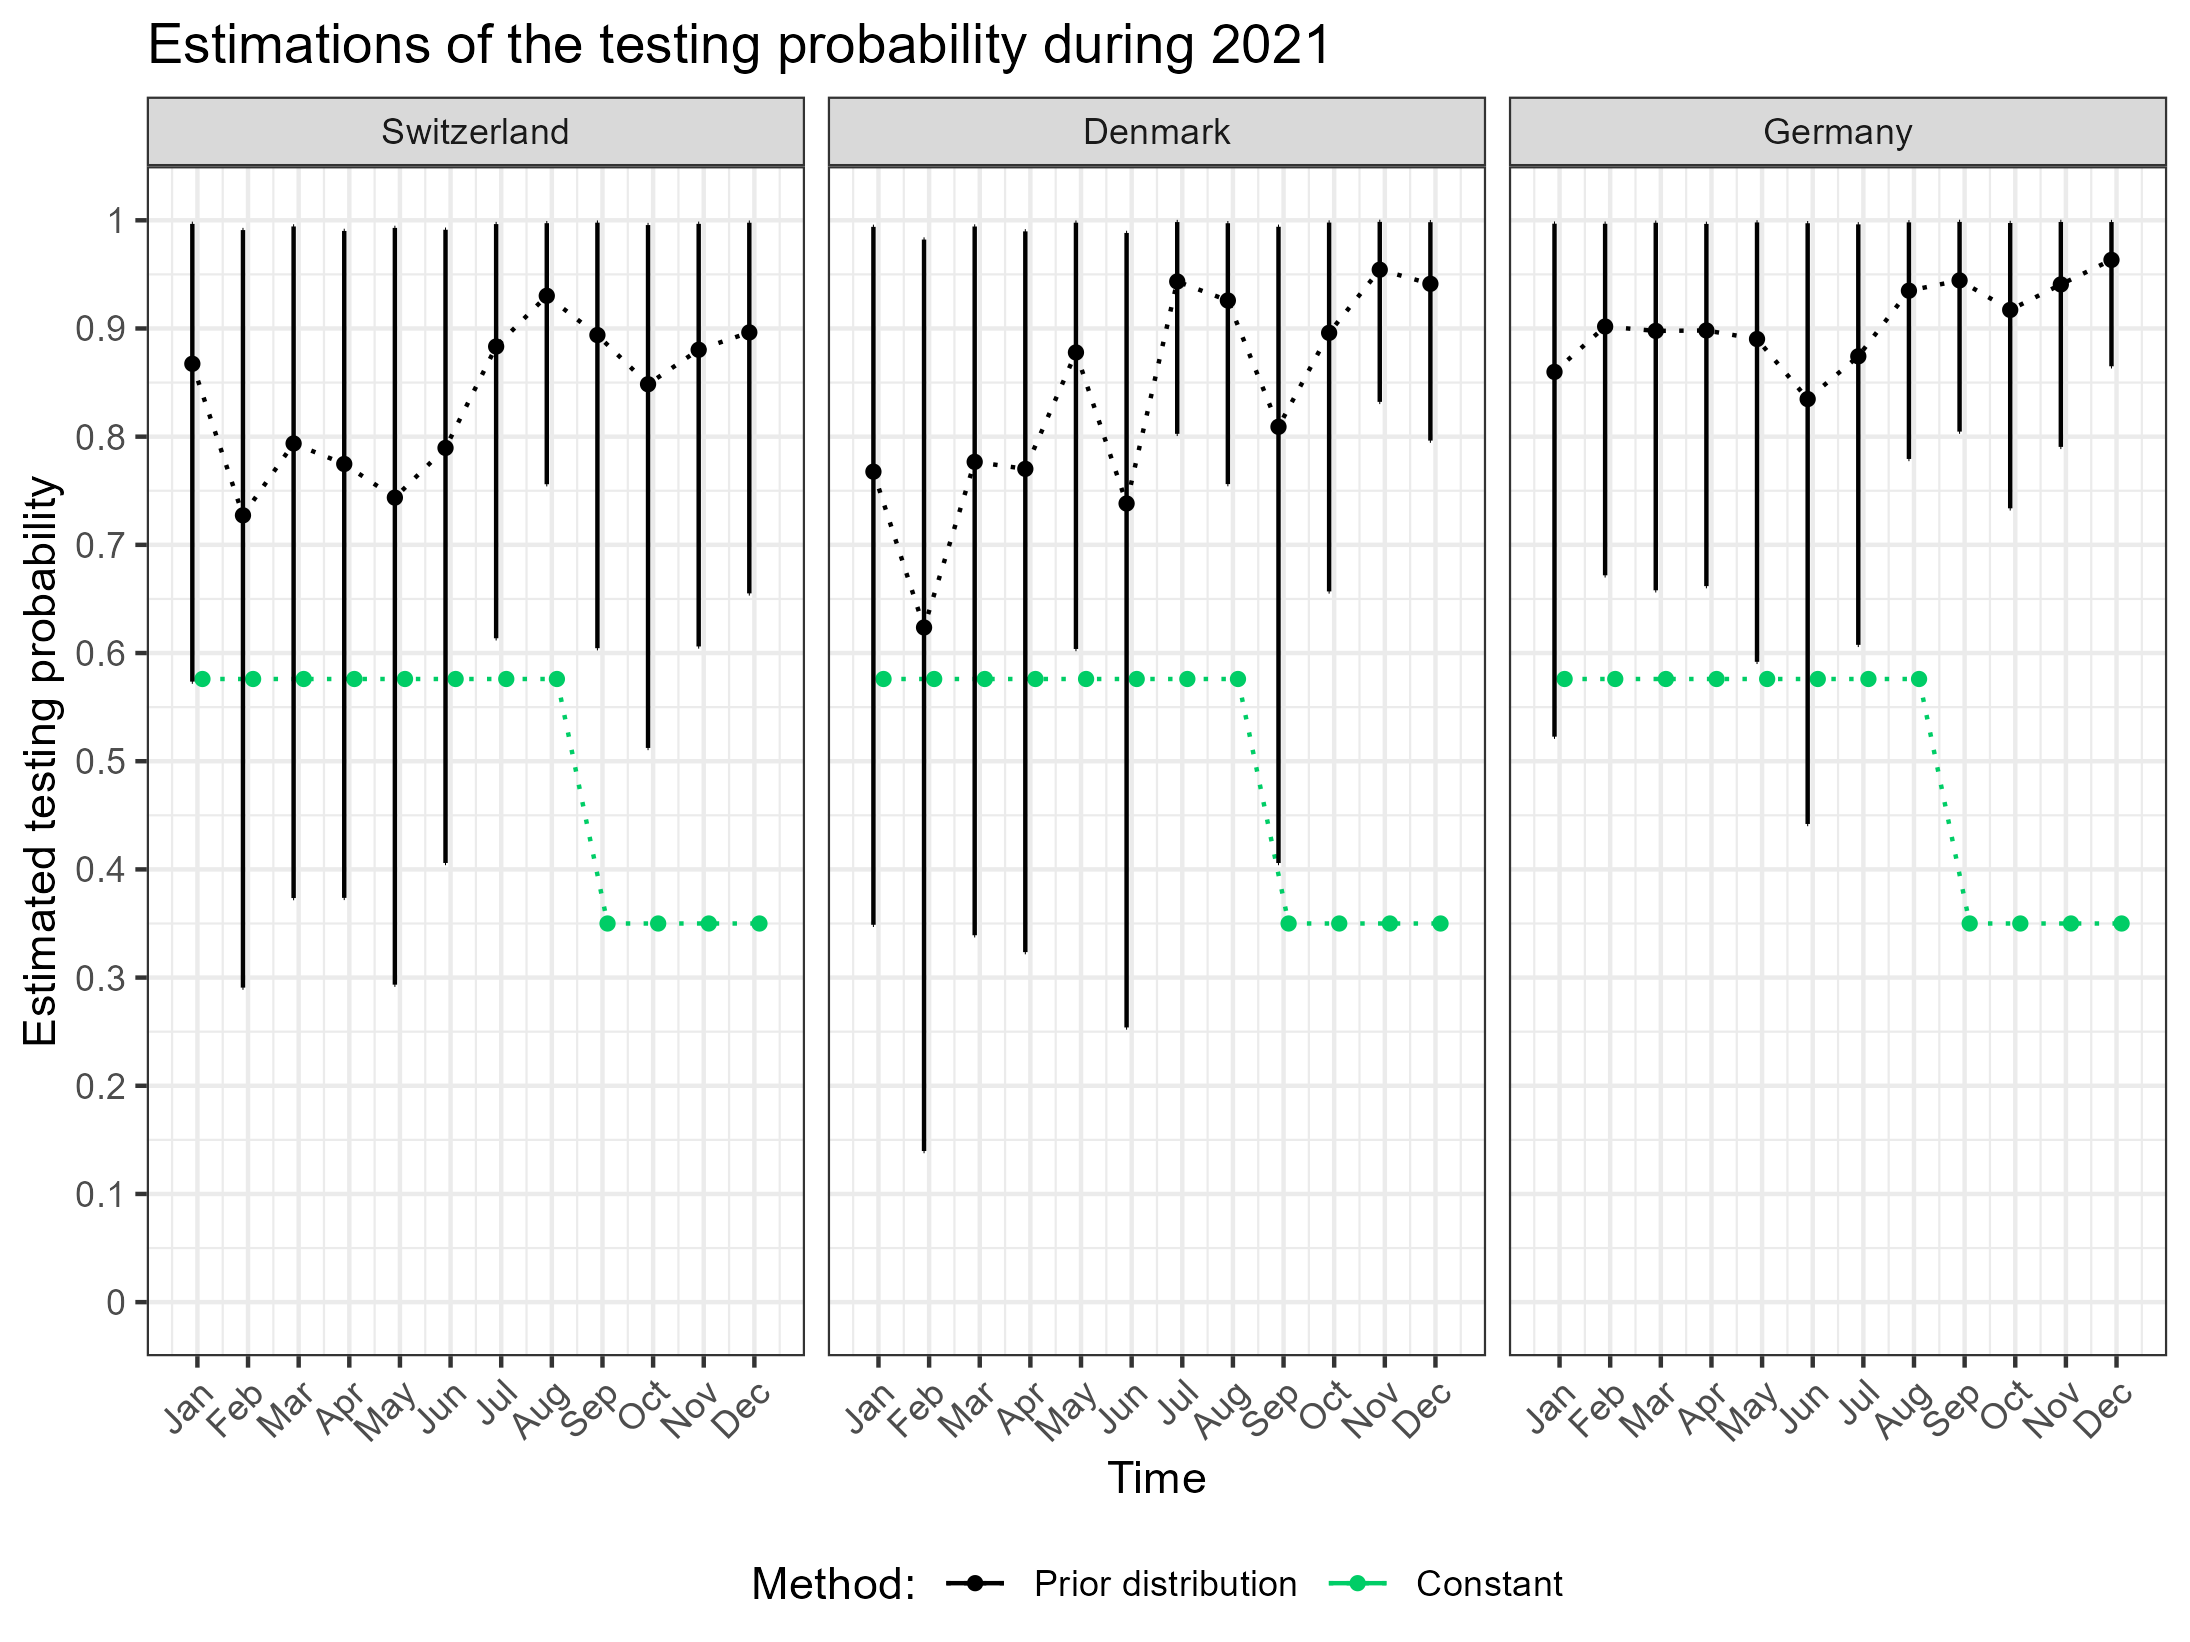 Estimations of the testing probability during 2021
Switzerland
Denmark
Germany
Estimated testing probability
1
0.9
0.8
0.7
0.6
0.5
0.4
0.3
0.2
0.1
0
Jan Feb Mar Apr May Jun Jul Aug Sep Oct Nov Dec
Jan Feb Mar Apr May Jun Jul Aug Sep Oct Nov Dec
Jan Feb Mar Apr May Jun Jul Aug Sep Oct Nov Dec
Time
Method: Prior distribution Constant